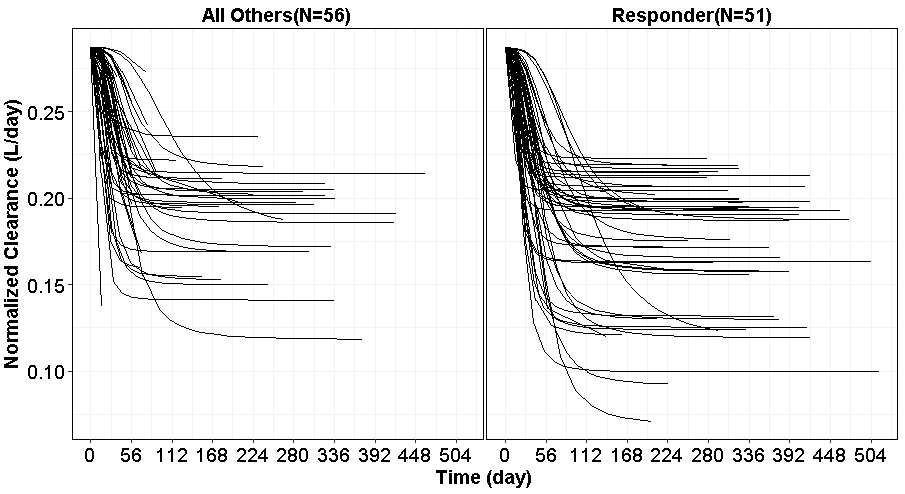 All Others(N=56)
Responder(N=51)
Normalized Clearance (L/day)
0.25
0.20
0.15
0.10
0 56 112 168 224 280 336 392 448 504
0 56 112 168 224 280 336 392 448 504
Time (day)